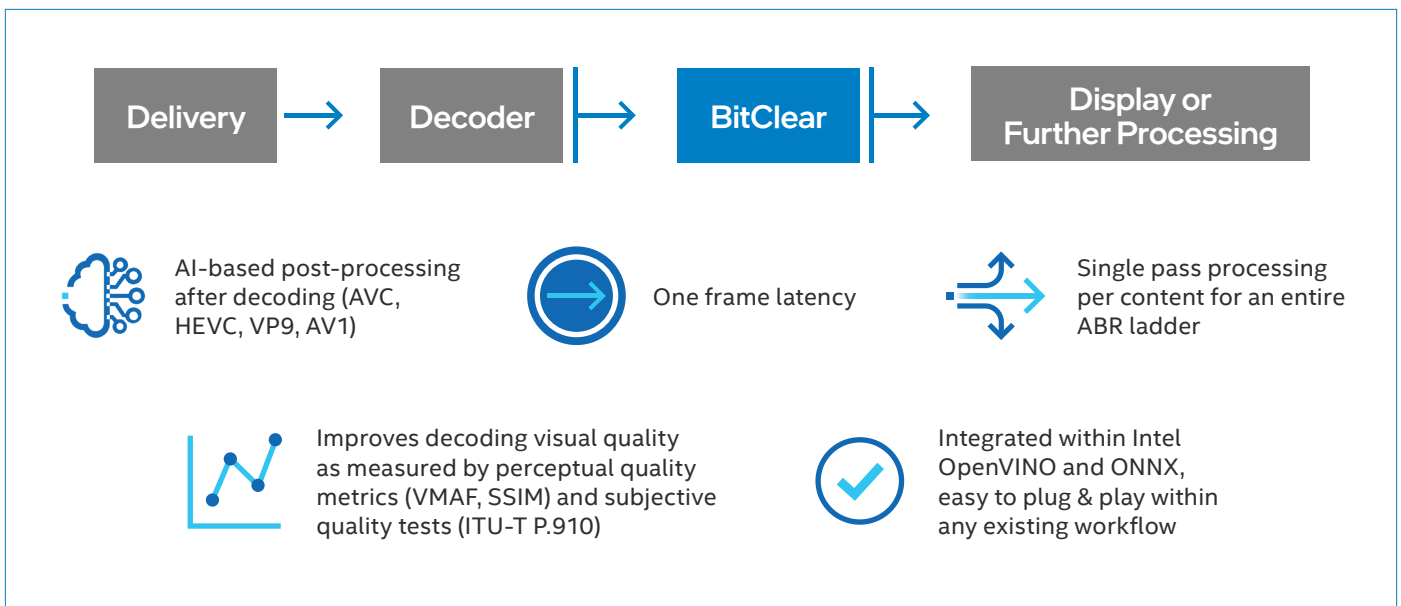 Delivery
Decoder
BitClear
Display or
Further Processing
AI-based post-processing
after decoding (AVC,
HEVC, VP9, AV1)
One frame latency
Single pass processing
per content for an entire
ABR ladder
Improves decoding visual quality
as measured by perceptual quality
metrics (VMAF, SSIM) and subjective
quality tests (ITU-T P.910)
Integrated within Intel
OpenVINO and ONNX,
easy to plug & play within
any existing workflow